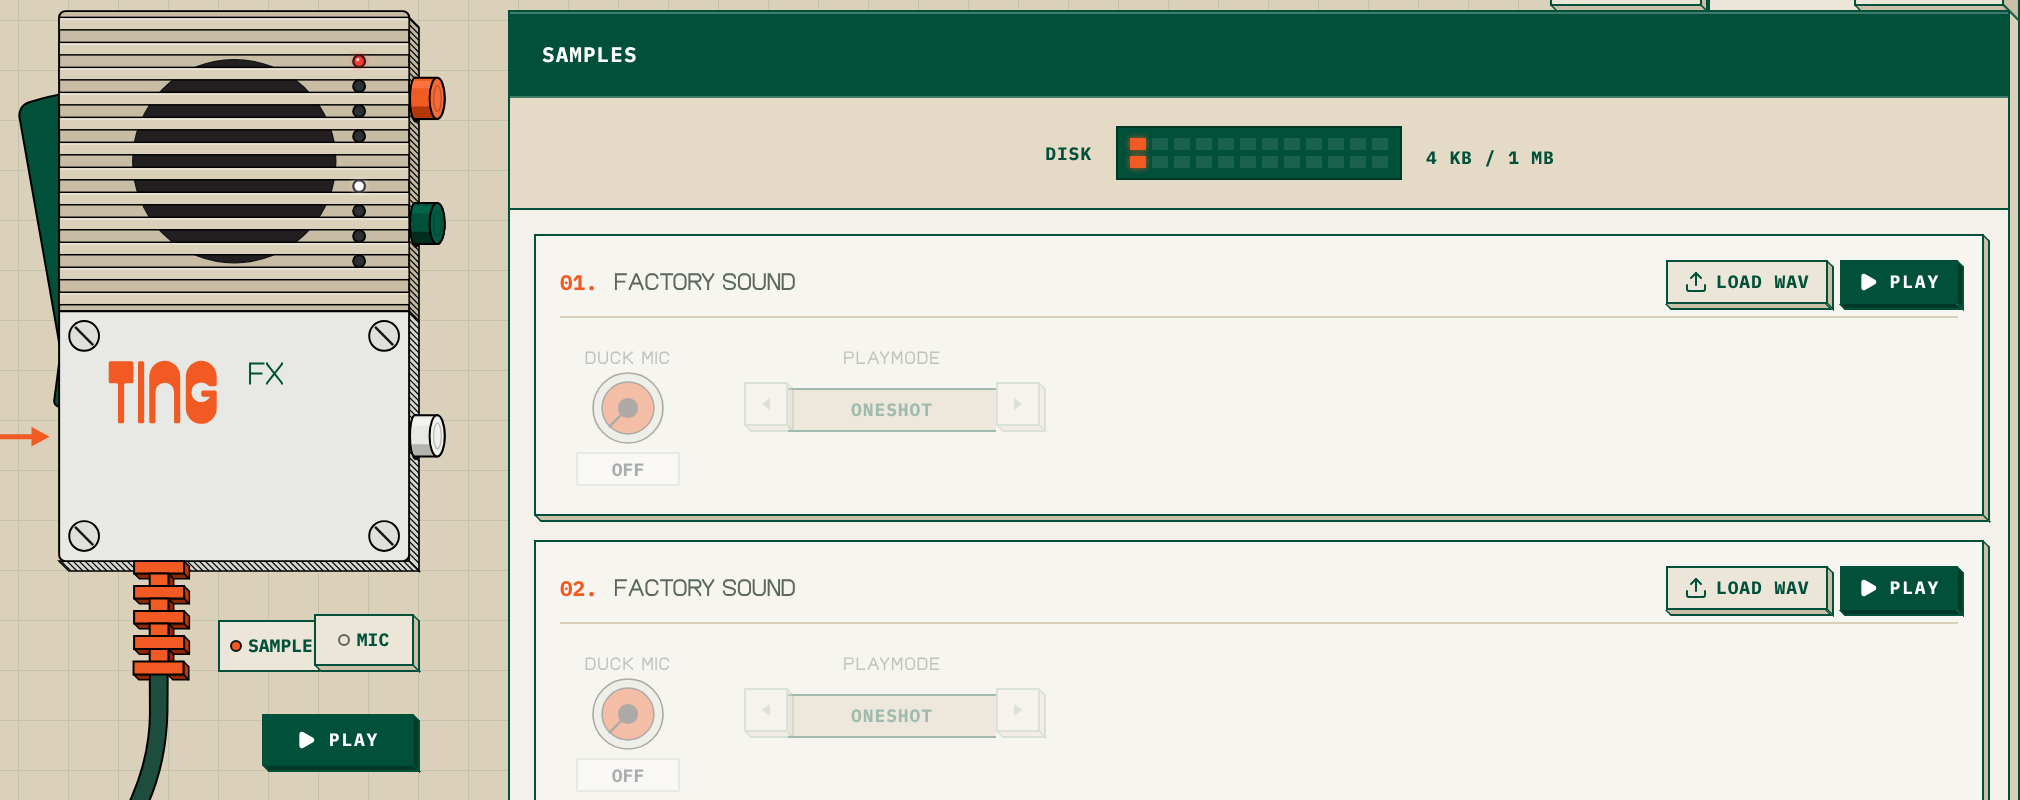 SAMPLES
DISK
4 KB / 1 MB
01. FACTORY SOUND
LOAD WAV
PLAY
DUCK MIC
PLAYMODE
ONESHOT
OFF
TING FX
02. FACTORY SOUND
LOAD WAV
PLAY
SAMPLE
MIC
DUCK MIC
PLAYMODE
ONESHOT
OFF
PLAY